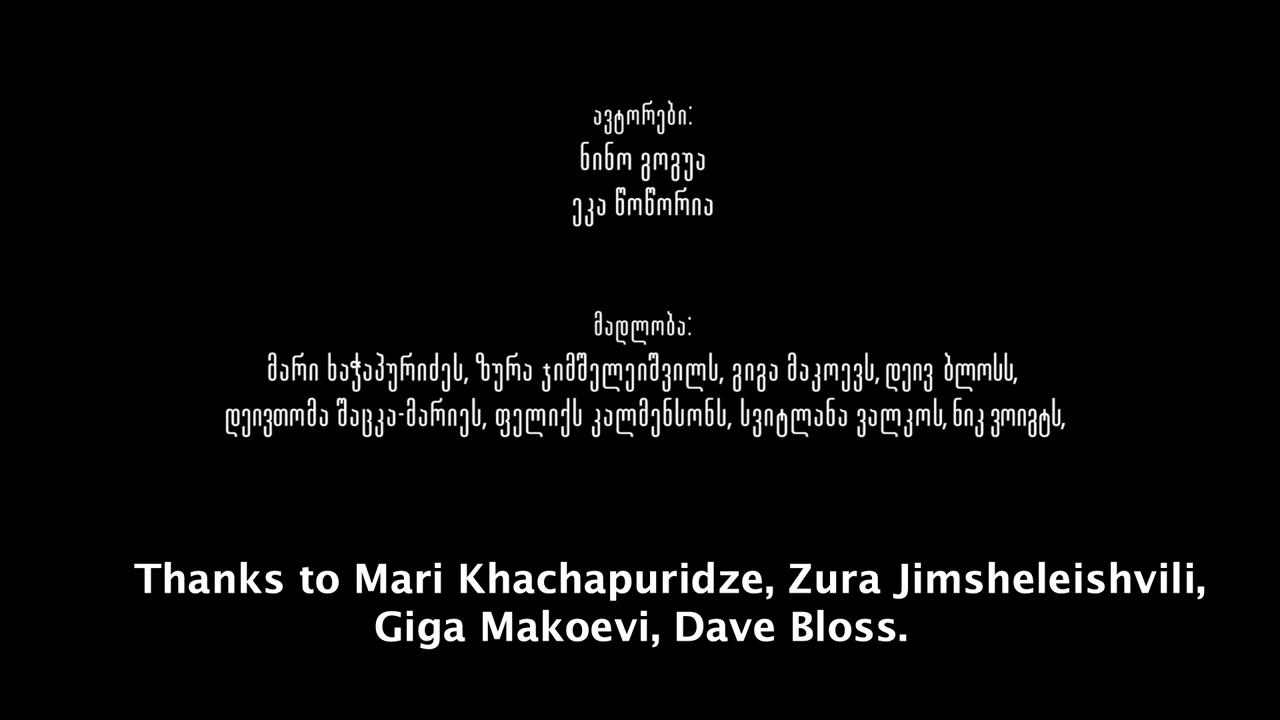 ავტორები:
ნინო გოგუა
ეკა წოწორია
მადლობა:
მარი ხაჭაპურიძეს, ზურა ჯიმშელეიშვილს, გიგა მაკოევს, დეივ ბლოსს,
დეივთომა შაცკა-მარიეს, ფელიქს კალმენსონს, სვიტლანა ვალკოს, ნიკ ვოიგტს,
Thanks to Mari Khachapuridze, Zura Jimsheleishvili,
Giga Makoevi, Dave Bloss.